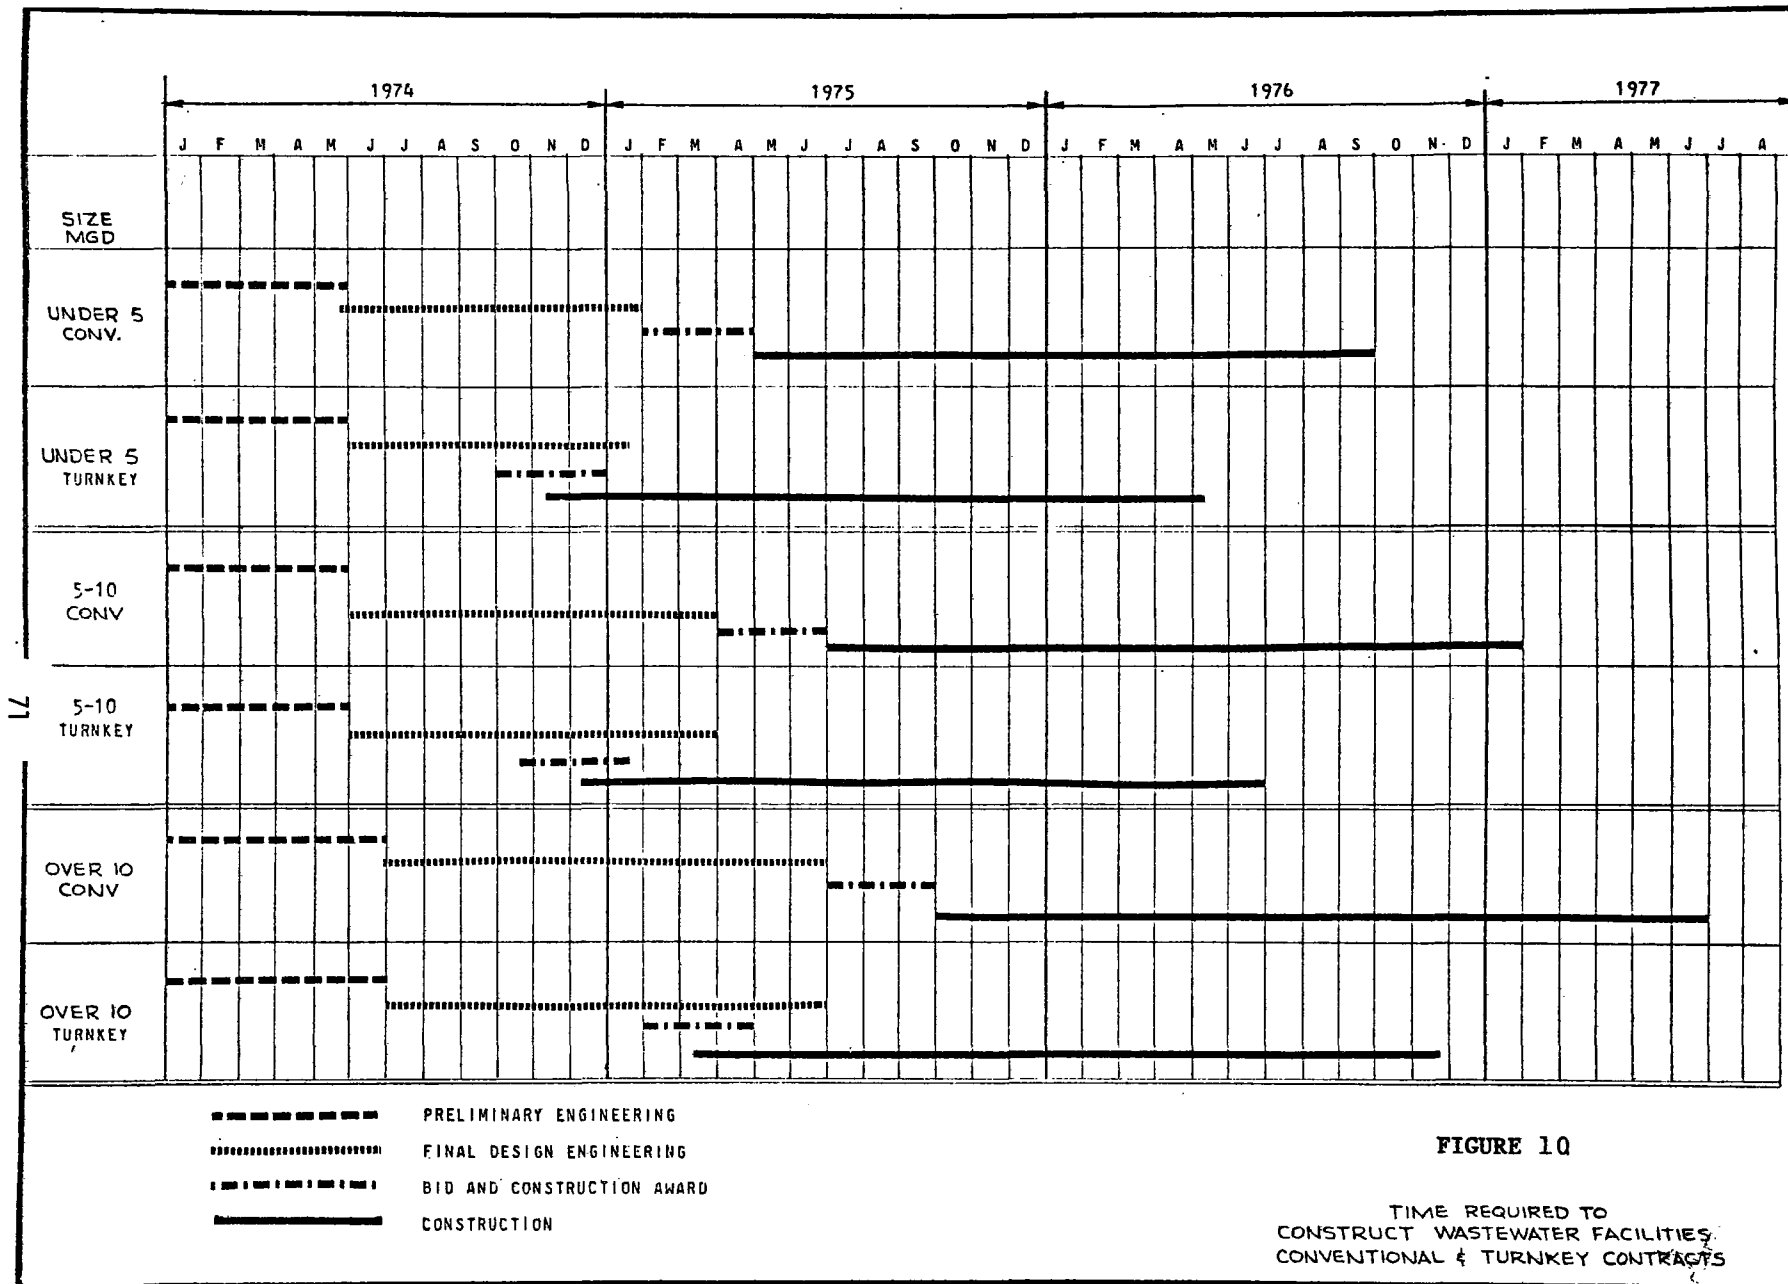 1974 1975 1976 1977
J F M A M J J A S O N D J F M A M J J A S O N D J F M A M J J A S O N D J F M A M J J A
SIZE
MGD
UNDER 5
CONV.
UNDER 5
TURNKEY
5-10
CONV
5-10
TURNKEY
71
OVER 10
CONV
OVER 10
TURNKEY
PRELIMINARY ENGINEERING
FINAL DESIGN ENGINEERING
BID AND CONSTRUCTION AWARD
CONSTRUCTION
FIGURE 10
TIME REQUIRED TO
CONSTRUCT WASTEWATER FACILITIES
CONVENTIONAL & TURNKEY CONTRACTS